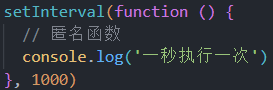 setInterval(function () {
  // 匿名函数
  console.log('一秒执行一次')
}, 1000)